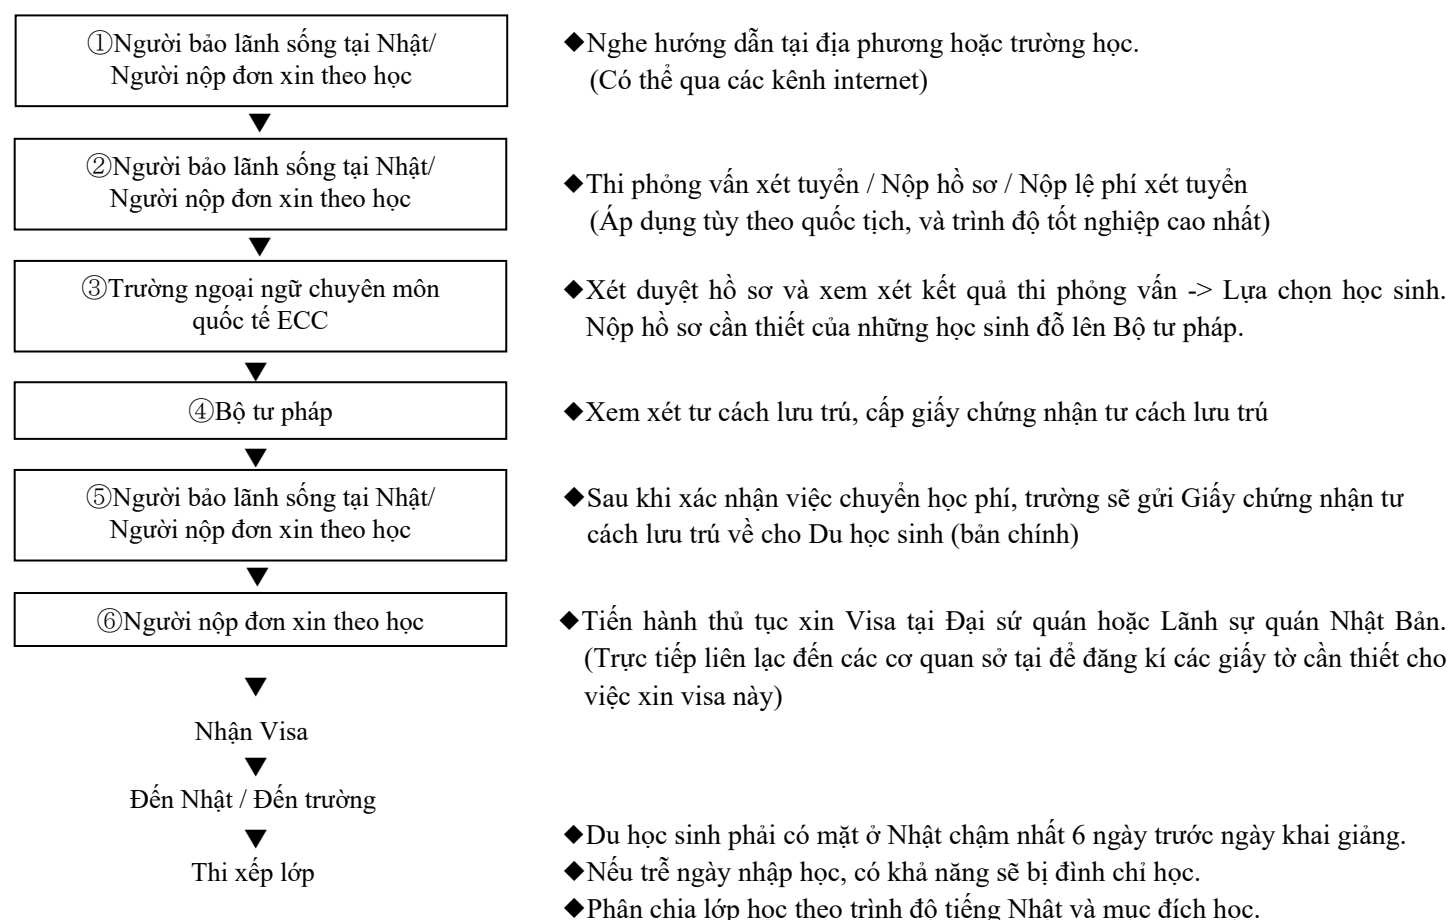 ①Người bảo lãnh sống tại Nhật/
Người nộp đơn xin theo học
◆Nghe hướng dẫn tại địa phương hoặc trường học.
(Có thể qua các kênh internet)
▼
②Người bảo lãnh sống tại Nhật/
Người nộp đơn xin theo học
◆Thi phỏng vấn xét tuyển / Nộp hồ sơ / Nộp lệ phí xét tuyển
(Áp dụng tùy theo quốc tịch, và trình độ tốt nghiệp cao nhất)
▼
③Trường ngoại ngữ chuyên môn
quốc tế ECC
◆Xét duyệt hồ sơ và xem xét kết quả thi phỏng vấn -> Lựa chọn học sinh.
Nộp hồ sơ cần thiết của những học sinh đỗ lên Bộ tư pháp.
▼
④Bộ tư pháp
◆Xem xét tư cách lưu trú, cấp giấy chứng nhận tư cách lưu trú
▼
⑤Người bảo lãnh sống tại Nhật/
Người nộp đơn xin theo học
◆Sau khi xác nhận việc chuyển học phí, trường sẽ gửi Giấy chứng nhận tư
cách lưu trú về cho Du học sinh (bản chính)
▼
⑥Người nộp đơn xin theo học
◆Tiến hành thủ tục xin Visa tại Đại sứ quán hoặc Lãnh sự quán Nhật Bản.
(Trực tiếp liên lạc đến các cơ quan sở tại để đăng kí các giấy tờ cần thiết cho
việc xin visa này)
▼
Nhận Visa
▼
Đến Nhật / Đến trường
▼
Thi xếp lớp
◆Du học sinh phải có mặt ở Nhật chậm nhất 6 ngày trước ngày khai giảng.
◆Nếu trễ ngày nhập học, có khả năng sẽ bị đình chỉ học.
◆Phân chia lớp học theo trình độ tiếng Nhật và mục đích học.